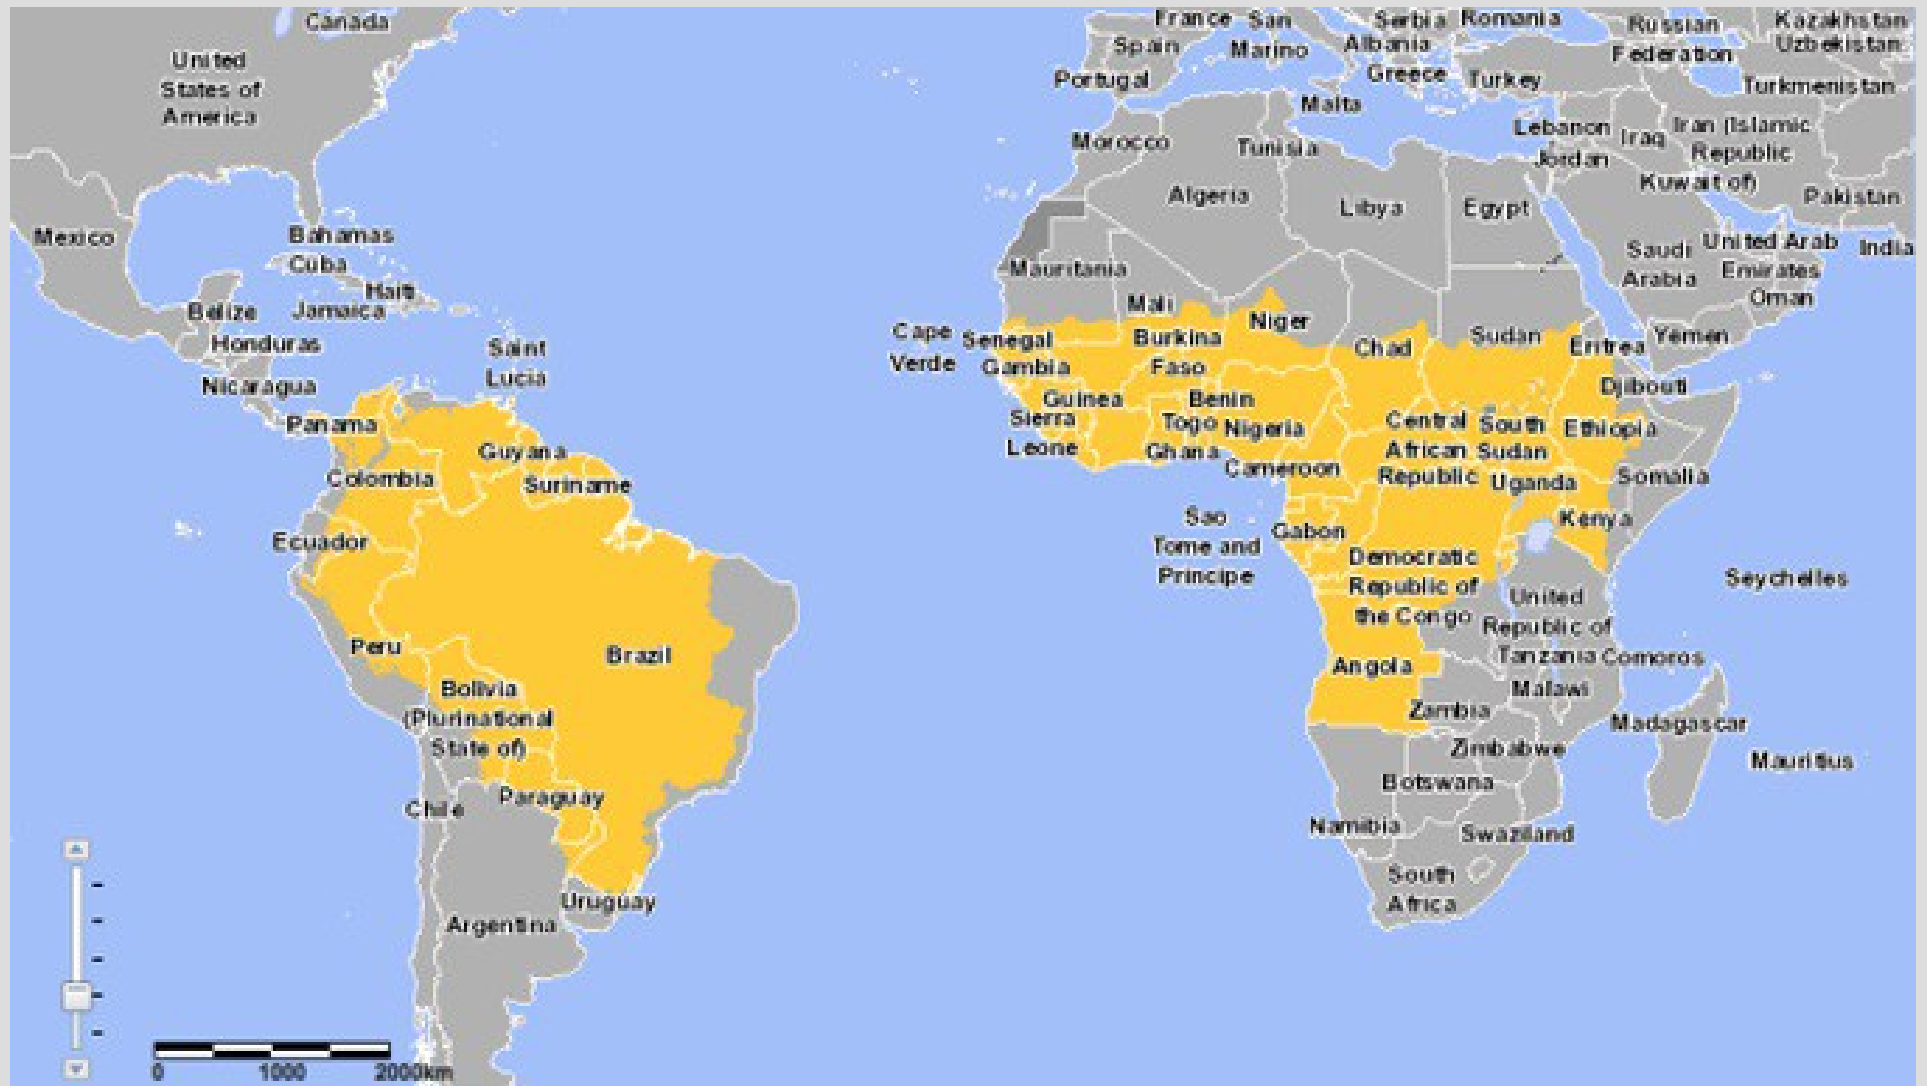 Canada
United
States of
America
Mexico
Bahamas
Cuba
Haiti
Belize
Jamaica
Honduras
Nicaragua
Saint
Lucia
Panama
Guyana
Colombia
Suriname
Ecuador
Peru
Brazil
Bolivia
(Plurinational
State of)
Paraguay
Chile
Uruguay
Argentina
0 1000 2000km
France San
Marino
Serbia Romania
Russian
Federation
Kazakhstan
Uzbekistan
Spain
Albania
Portugal
Greece Turkey
Turkmenistan
Malta
Morocco
Tunisia
Lebanon
Jordan
Iraq
Iran (Islamic
Republic
of)
Kuwait
Pakistan
Algeria
Libya
Egypt
Saudi
Arabia
United Arab
Emirates
India
Oman
Mauritania
Mali
Niger
Cape
Verde
Senegal
Burkina
Faso
Chad
Sudan
Eritrea
Yemen
Gambia
Djibouti
Guinea
Benin
Sierra
Leone
Togo
Nigeria
Ghana
Central
African
Republic
South
Sudan
Ethiopia
Cameroon
Uganda
Somalia
Sao
Tome and
Principe
Gabon
Kenya
Democratic
Republic of
the Congo
Seychelles
United
Republic of
Tanzania
Comoros
Angola
Malawi
Zambia
Madagascar
Zimbabwe
Mauritius
Botswana
Namibia
Swaziland
South
Africa